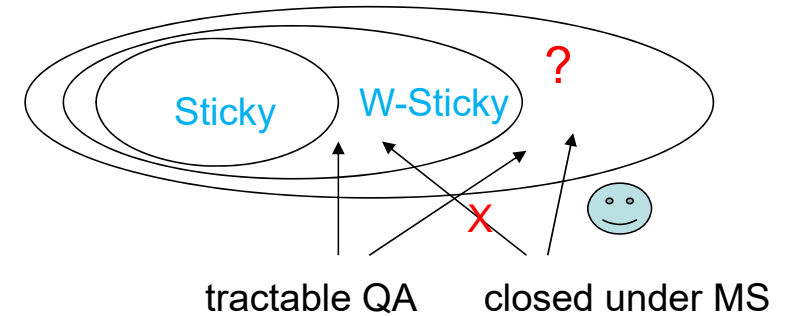 ?
Sticky
W-Sticky
X
tractable QA
closed under MS